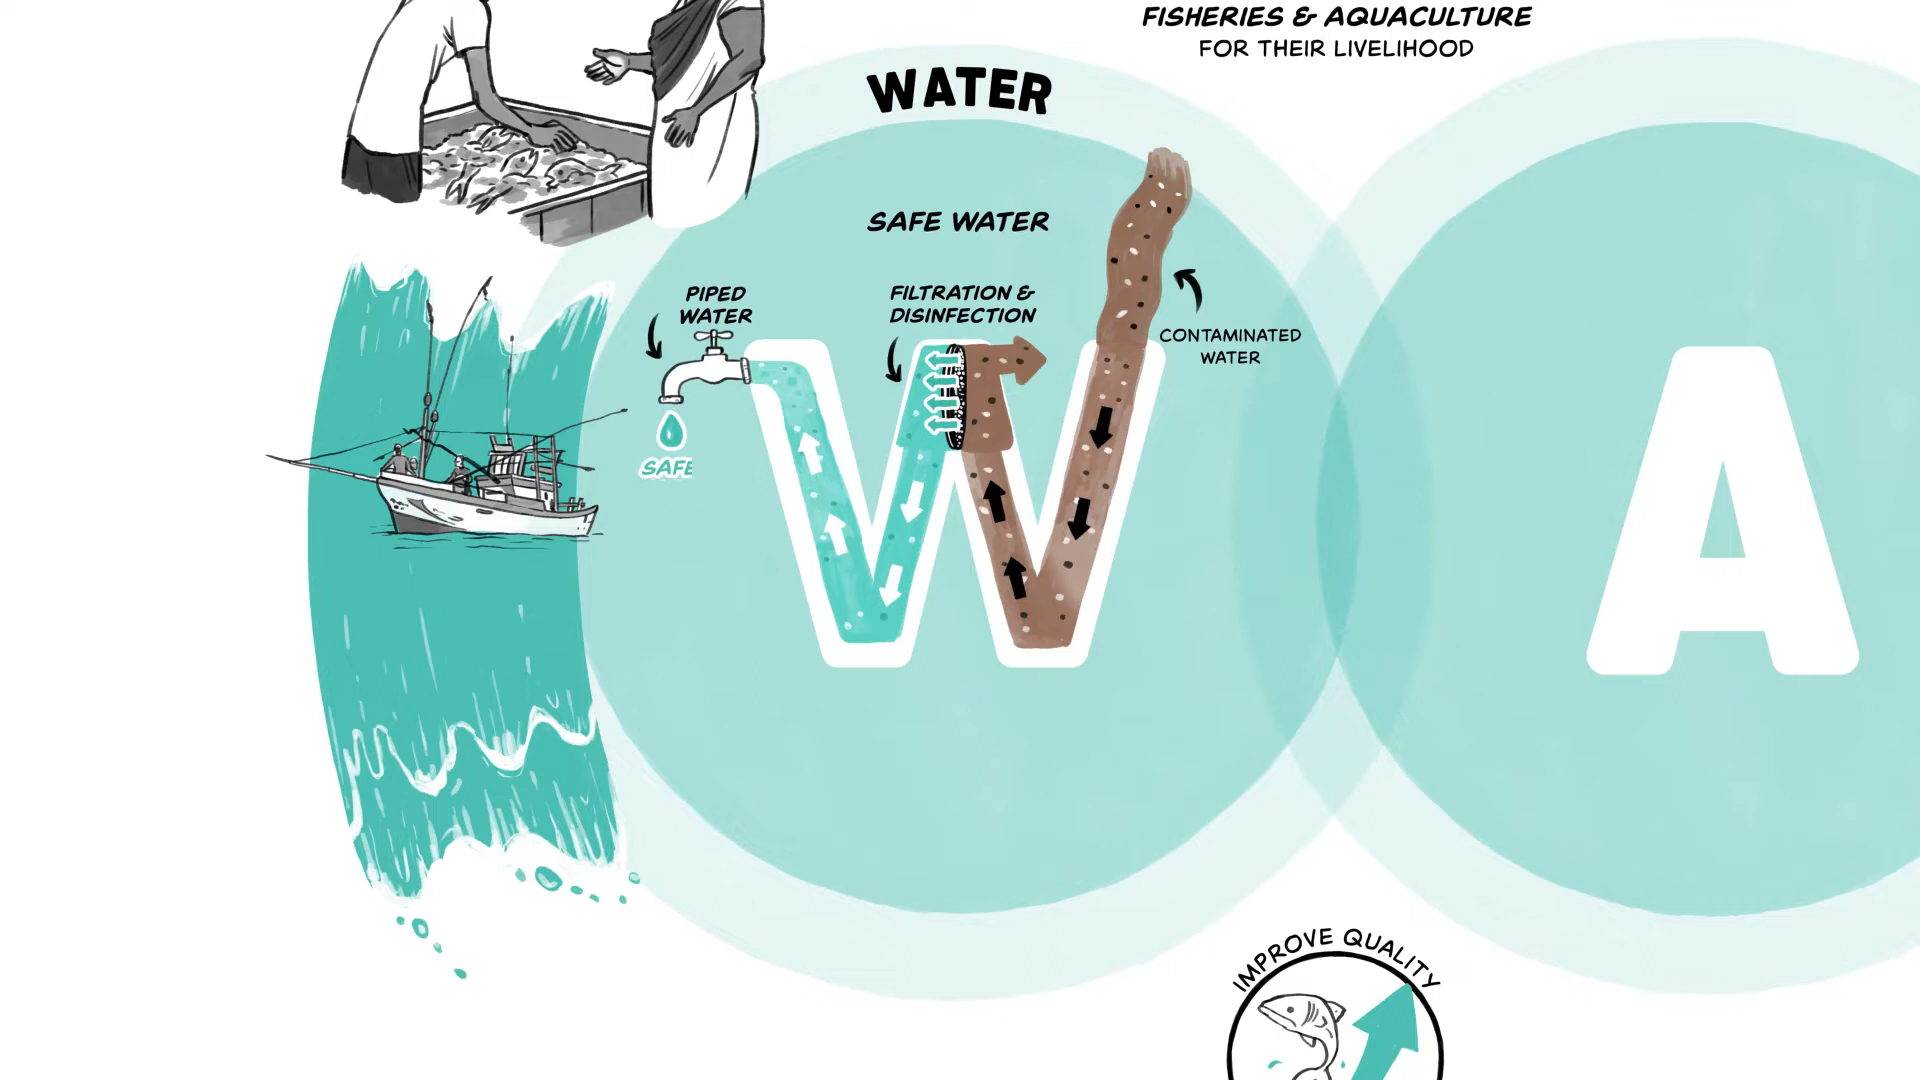 FISHERIES & AQUACULTURE
FOR THEIR LIVELIHOOD
WATER
SAFE WATER
PIPED
WATER
FILTRATION &
DISINFECTION
CONTAMINATED
WATER
SAFE
W
A
IMPROVE QUALITY